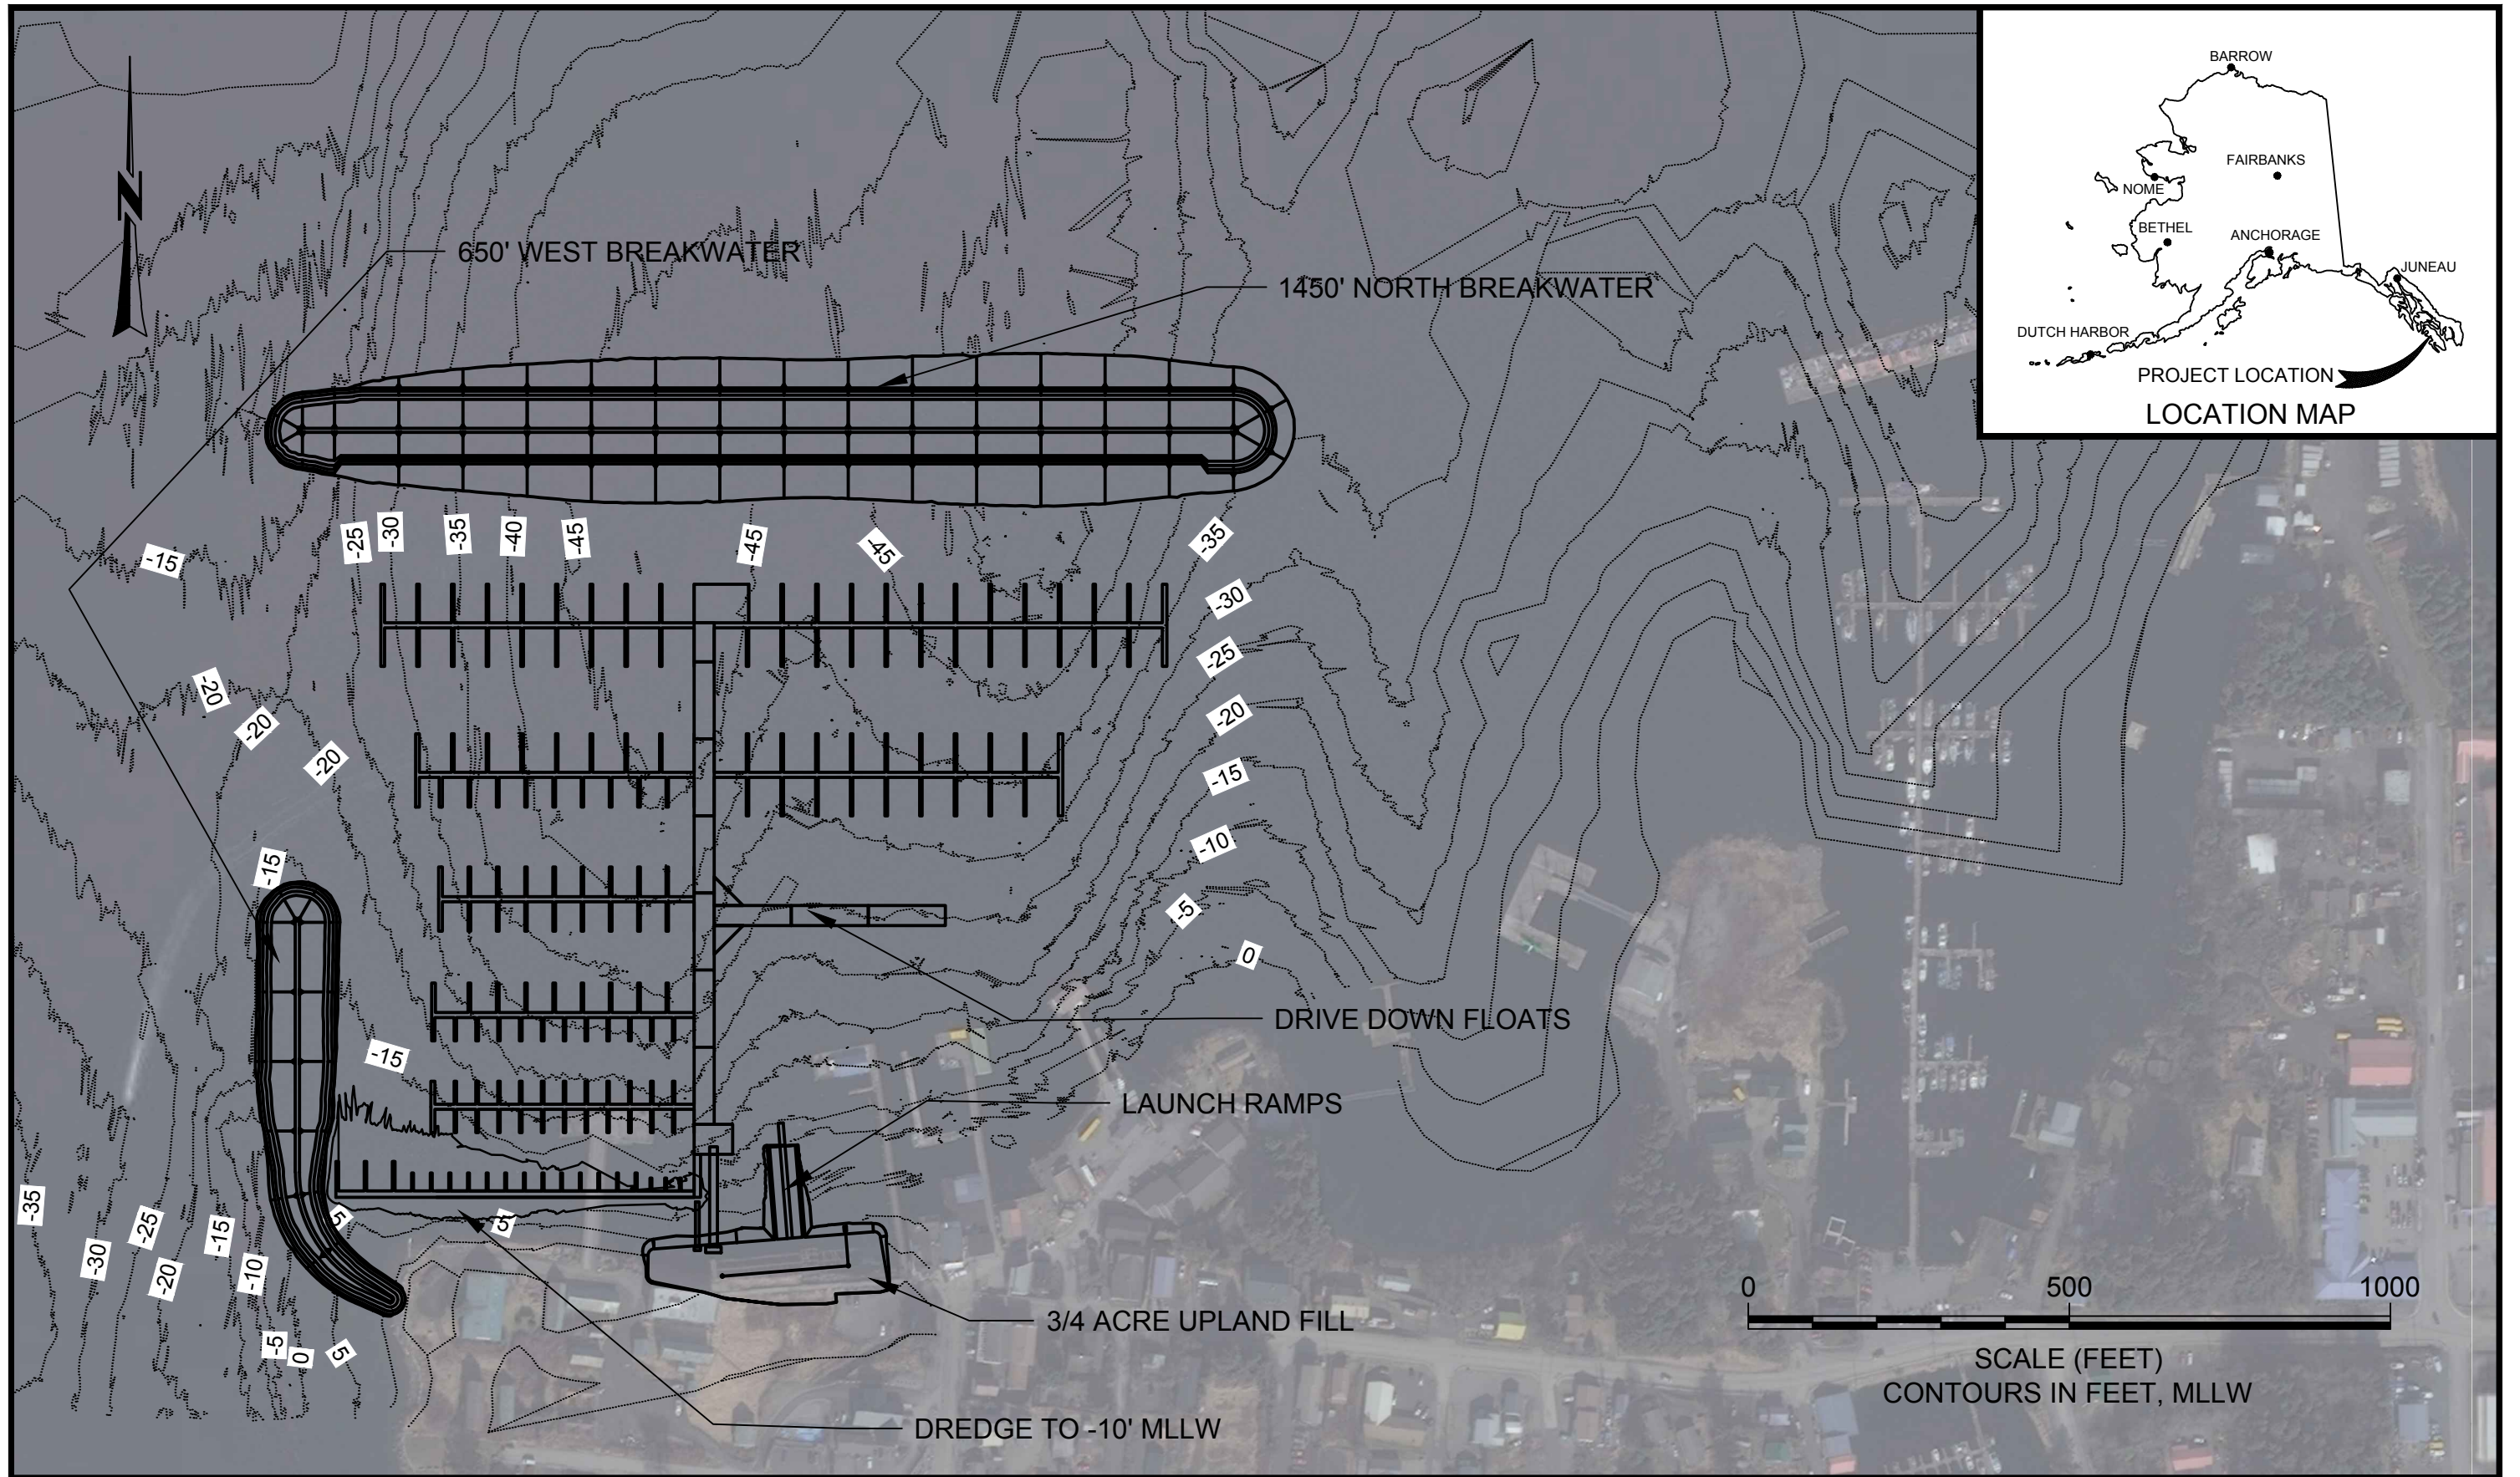 BARROW
FAIRBANKS
NOME
BETHEL
ANCHORAGE
JUNEAU
DUTCH HARBOR
PROJECT LOCATION
LOCATION MAP
N
650' WEST BREAKWATER
1450' NORTH BREAKWATER
-15
-25
-30
-35
-40
-45
-45
-45
-35
-30
-25
-20
-20
-20
-20
-15
-10
-15
-5
0
DRIVE DOWN FLOATS
-15
LAUNCH RAMPS
-35
-30
-25
-20
-15
-10
-5
0
5
5
5
3/4 ACRE UPLAND FILL
DREDGE TO -10' MLLW
0 500 1000
SCALE (FEET)
CONTOURS IN FEET, MLLW